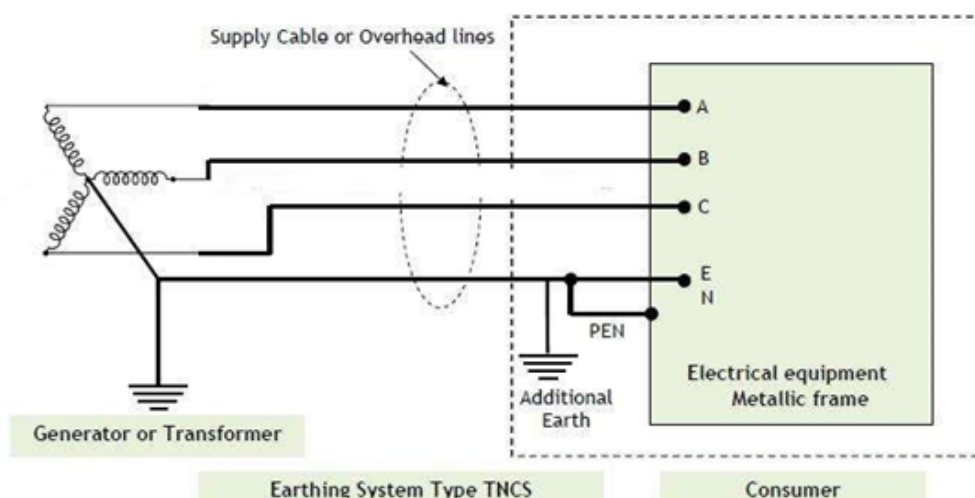 Supply Cable or Overhead lines
A
B
C
E
N
PEN
Electrical equipment
Metallic frame
Additional
Earth
Generator or Transformer
Earthing System Type TNCS
Consumer